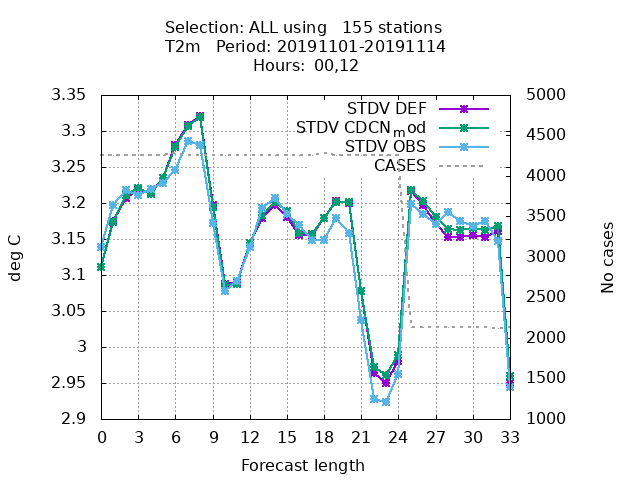 Selection: ALL using   155 stations
T2m   Period: 20191101-20191114
Hours:  00,12
STDV DEF
STDV CDCN_mod
STDV OBS
CASES
3.35
3.3
3.25
3.2
3.15
3.1
3.05
3
2.95
2.9
deg C
5000
4500
4000
3500
3000
2500
2000
1500
1000
No cases
0 3 6 9 12 15 18 21 24 27 30 33
Forecast length